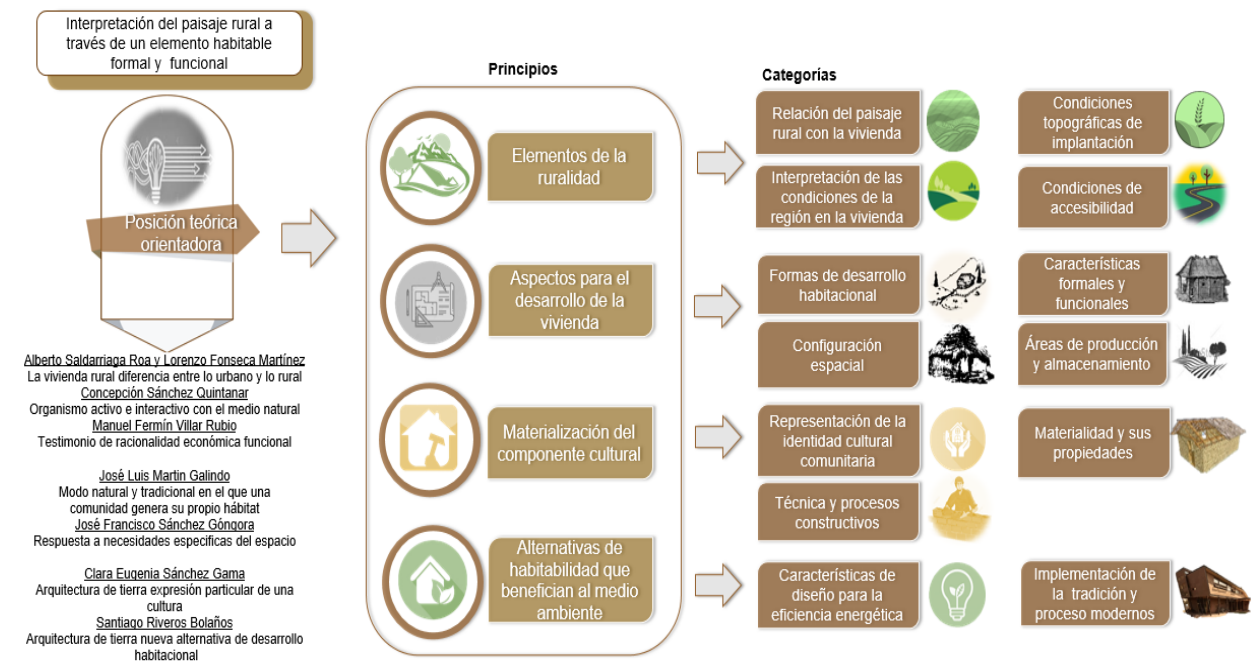 Interpretación del paisaje rural a
través de un elemento habitable
formal y funcional
Posición teórica
orientadora
Alberto Saldarriaga Roa y Lorenzo Fonseca Martínez
La vivienda rural diferencia entre lo urbano y lo rural
Concepción Sánchez Quintanar
Organismo activo e interactivo con el medio natural
Manuel Fermín Villar Rubio
Testimonio de racionalidad económica funcional
José Luis Martin Galindo
Modo natural y tradicional en el que una
comunidad genera su propio hábitat
José Francisco Sánchez Góngora
Respuesta a necesidades especificas del espacio
Clara Eugenia Sánchez Gama
Arquitectura de tierra expresión particular de una
cultura
Santiago Riveros Bolaños
Arquitectura de tierra nueva alternativa de desarrollo
habitacional
Principios
Elementos de la
ruralidad
Aspectos para el
desarrollo de la
vivienda
Materialización del
componente cultural
Alternativas de
habitabilidad que
benefician al medio
ambiente
Categorías
Relación del paisaje
rural con la vivienda
Condiciones
topográficas de
implantación
Interpretación de las
condiciones de la
región en la vivienda
Condiciones de
accesibilidad
Formas de desarrollo
habitacional
Características
formales y
funcionales
Configuración
espacial
Áreas de producción
y almacenamiento
Representación de la
identidad cultural
comunitaria
Materialidad y sus
propiedades
Técnica y procesos
constructivos
Características de
diseño para la
eficiencia energética
Implementación de
la tradición y
proceso modernos